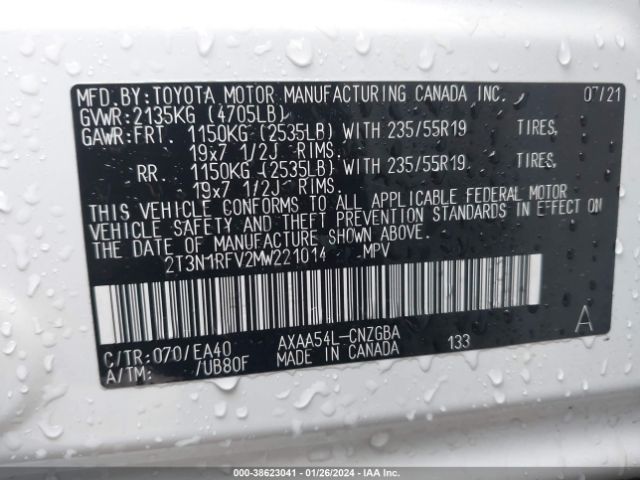 MFD.BY:TOYOTA MOTOR MANUFACTURING CANADA INC. 07/21
GVWR:2135KG (4705LB)
GAWR:FRT. 1150KG (2535LB) WITH 235/55R19 TIRES,
19x7 1/2J RIMS.
RR. 1150KG (2535LB) WITH 235/55R19 TIRES,
19x7 1/2J RIMS.
THIS VEHICLE CONFORMS TO ALL APPLICABLE FEDERAL MOTOR
VEHICLE SAFETY AND THEFT PREVENTION STANDARDS IN EFFECT ON
THE DATE OF MANUFACTURE SHOWN ABOVE.
2T3N1RFV2MW221014 MPV
C/TR:070/EA40 AXAA54L-CNZGBA A
A/TM: /UB80F MADE IN CANADA 133
000-38623041 | 01/26/2024 - IAA Inc.